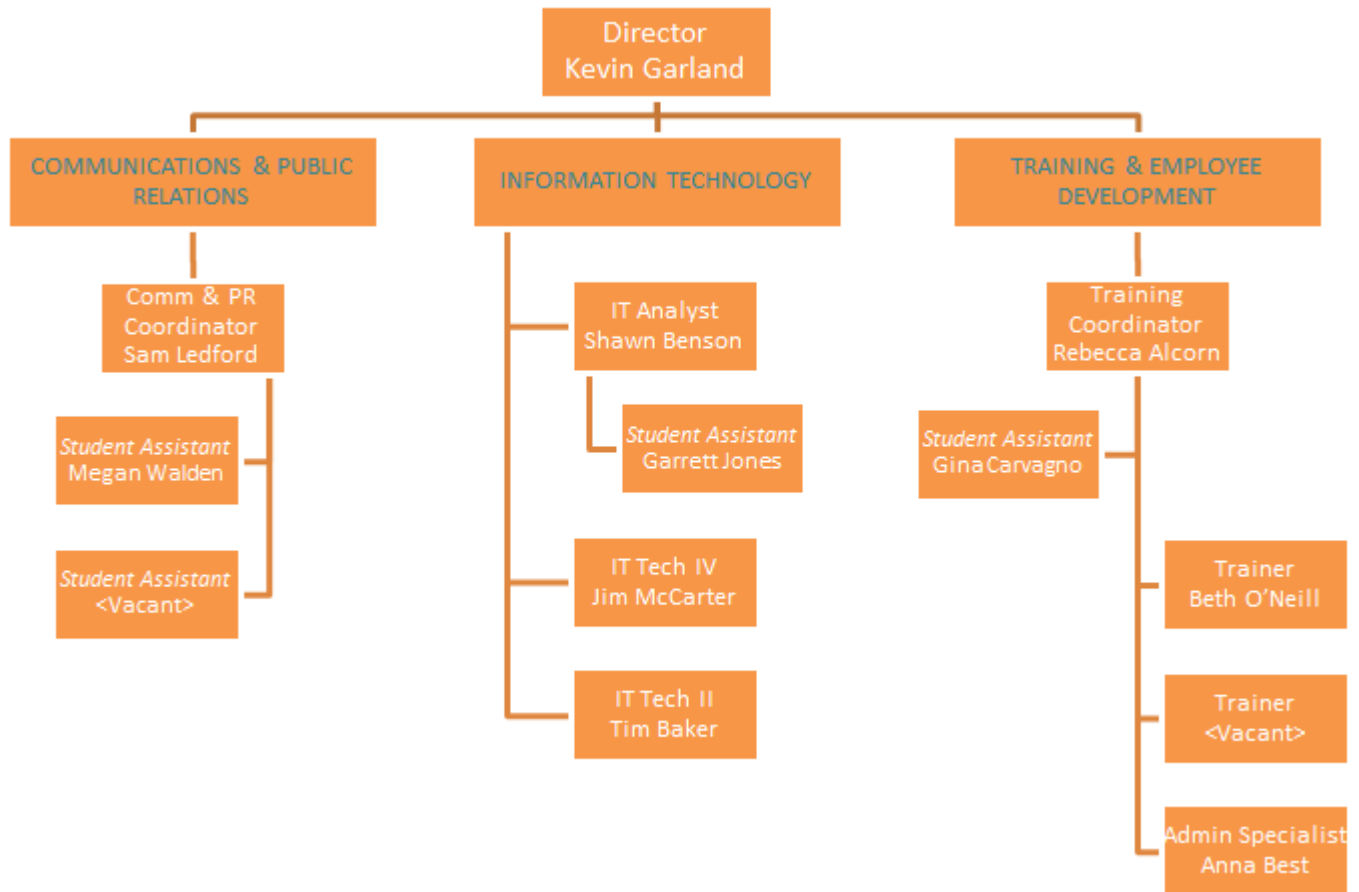 Director
Kevin Garland
COMMUNICATIONS & PUBLIC
RELATIONS
INFORMATION TECHNOLOGY
TRAINING & EMPLOYEE
DEVELOPMENT
Comm & PR
Coordinator
Sam Ledford
Student Assistant
Megan Walden
Student Assistant
<Vacant>
IT Analyst
Shawn Benson
Student Assistant
Garrett Jones
IT Tech IV
Jim McCarter
IT Tech II
Tim Baker
Training
Coordinator
Rebecca Alcorn
Student Assistant
Gina Carvagno
Trainer
Beth O’Neill
Trainer
<Vacant>
Admin Specialist
Anna Best